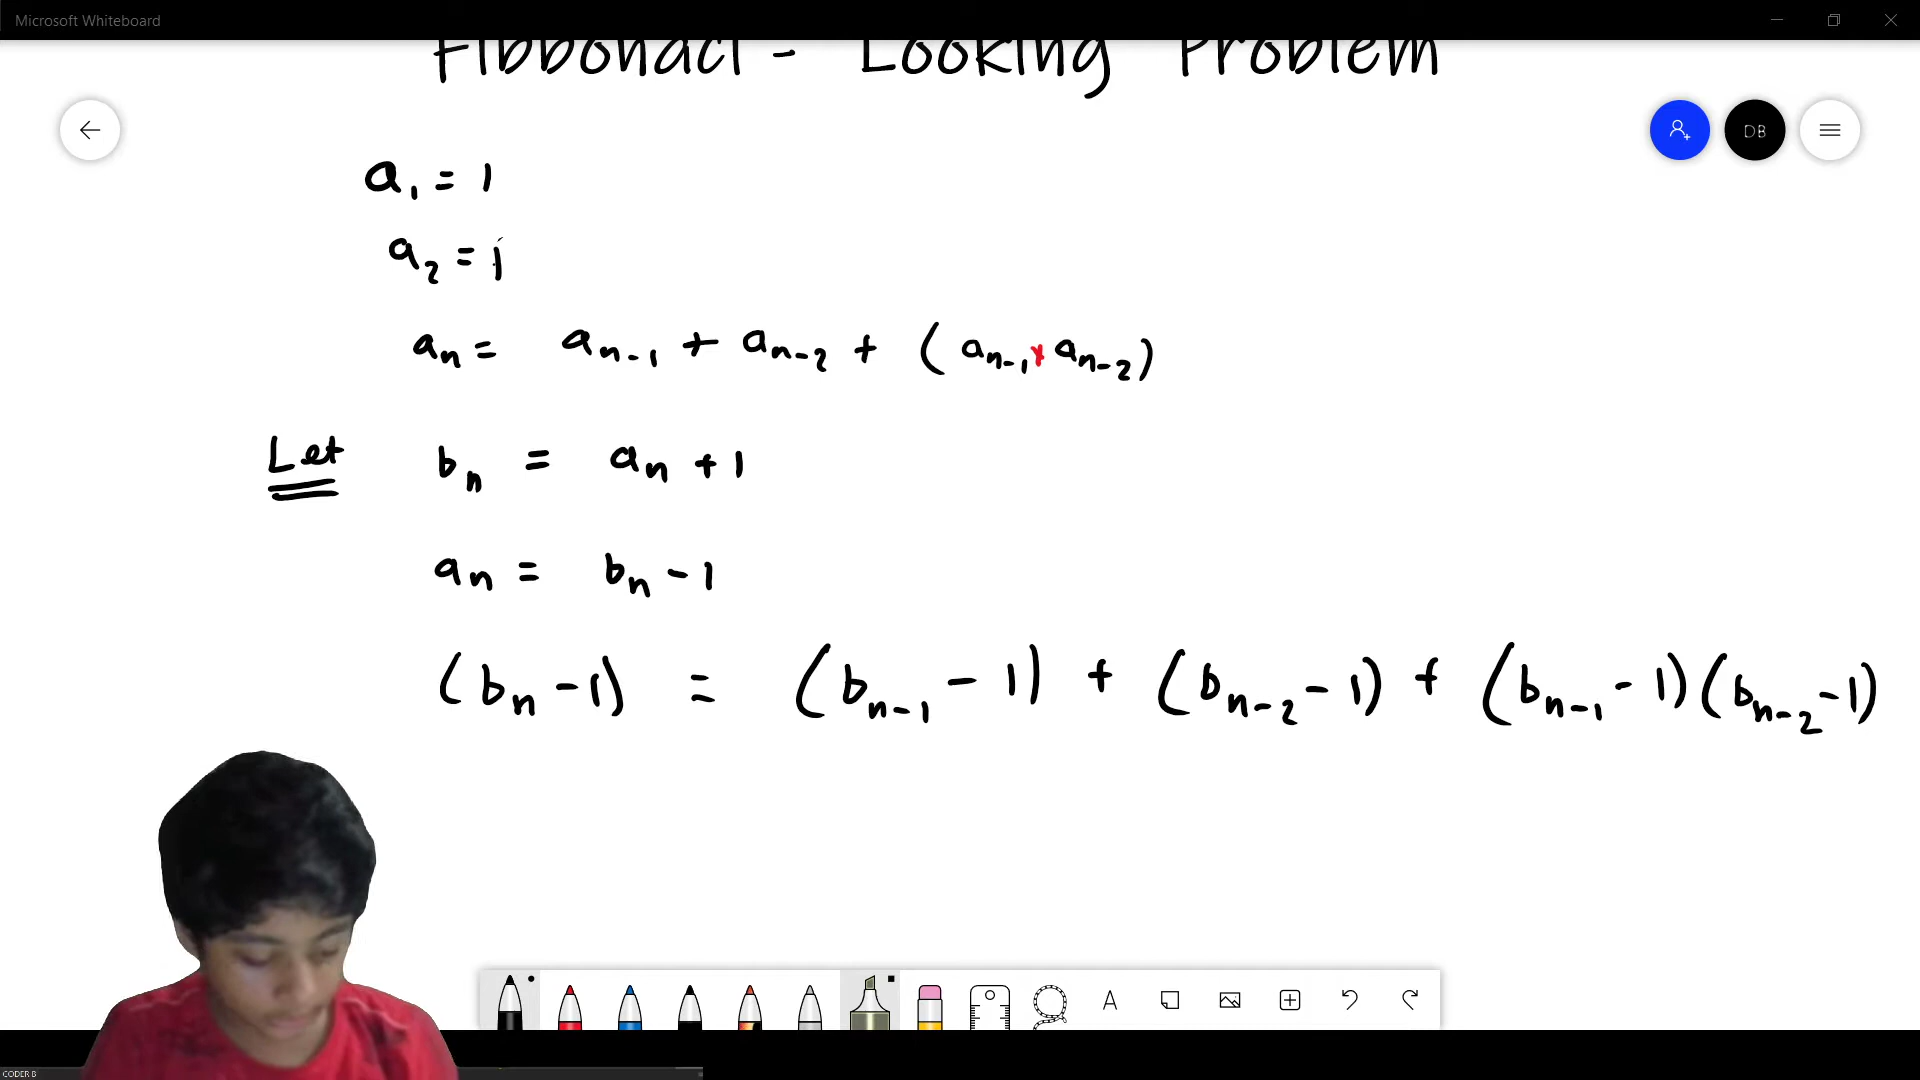 Microsoft Whiteboard
Fibbonaci - Looking Problem
DB
a₁ = 1
a₂ = 1
aₙ = aₙ₋₁ + aₙ₋₂ + (aₙ₋₁ * aₙ₋₂)
Let bₙ = aₙ + 1
aₙ = bₙ - 1
(bₙ - 1) = (bₙ₋₁ - 1) + (bₙ₋₂ - 1) + (bₙ₋₁ - 1)(bₙ₋₂ - 1)
A
CODER B